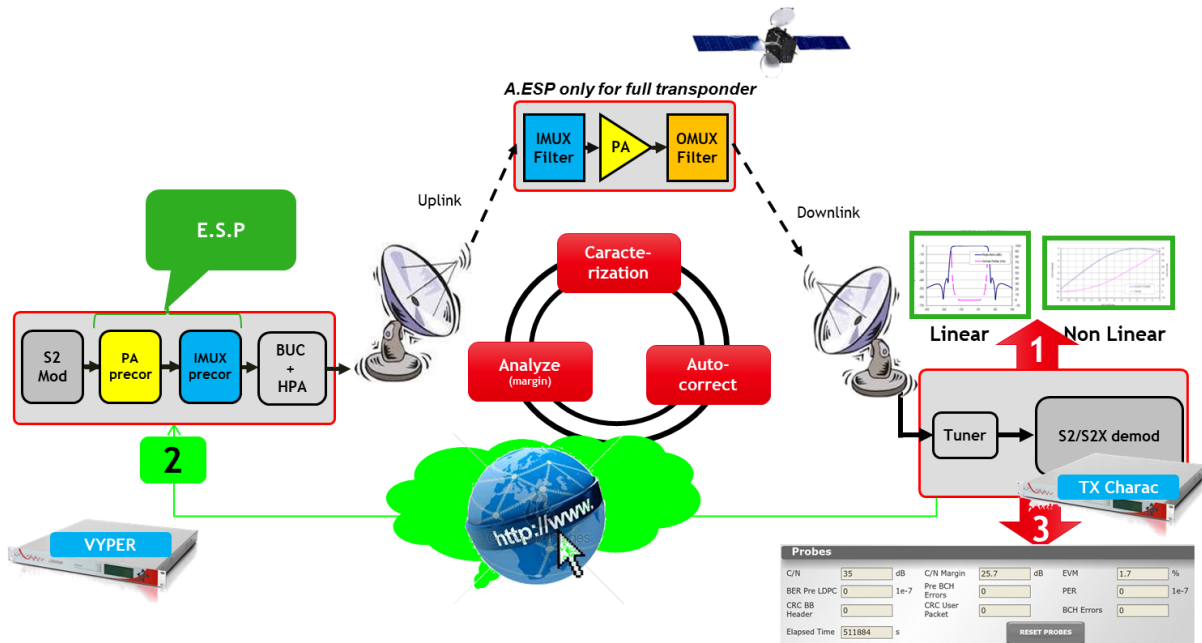 A.ESP only for full transponder
IMUX
Filter
PA
OMUX
Filter
Uplink
Downlink
E.S.P
Caracte-
rization
Analyze
(margin)
Auto-
correct
Linear
Non Linear
1
S2
Mod
PA
precor
IMUX
precor
BUC
+
HPA
Tuner
S2/S2X demod
TX Charac
2
http://www.
VYPER
3
Probes
C/N 35 dB C/N Margin 25.7 dB EVM 1.7 %
BER Pre LDPC 0 1e-7 Pre BCH Errors 0 PER 0 1e-7
CRC BB Header 0 CRC User Packet 0 BCH Errors 0
Elapsed Time 511884 s RESET PROBES